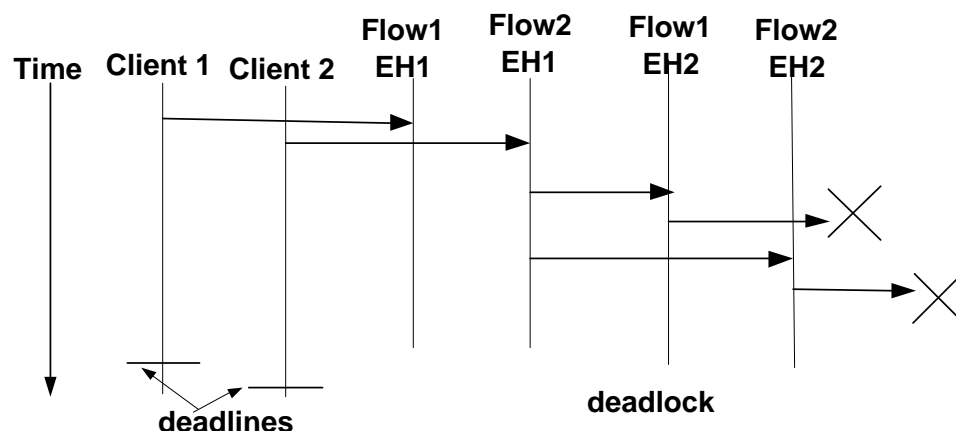 Time
Client 1
Client 2
Flow1
EH1
Flow2
EH1
Flow1
EH2
Flow2
EH2
deadlines
deadlock